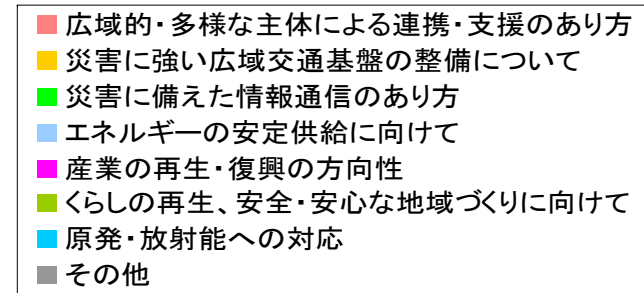 広域的・多様な主体による連携・支援のあり方
災害に強い広域交通基盤の整備について
災害に備えた情報通信のあり方
エネルギーの安定供給に向けて
産業の再生・復興の方向性
くらしの再生、安全・安心な地域づくりに向けて
原発・放射能への対応
その他